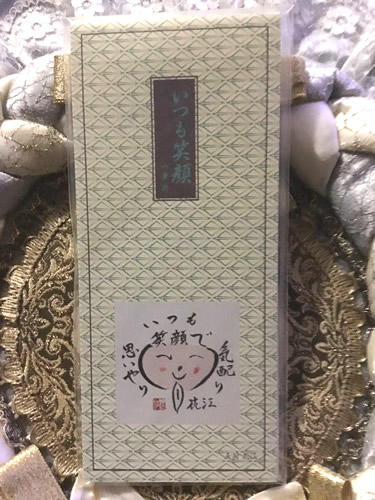 いつも笑顔
いつも
笑顔で
気配り
思いやり
花江